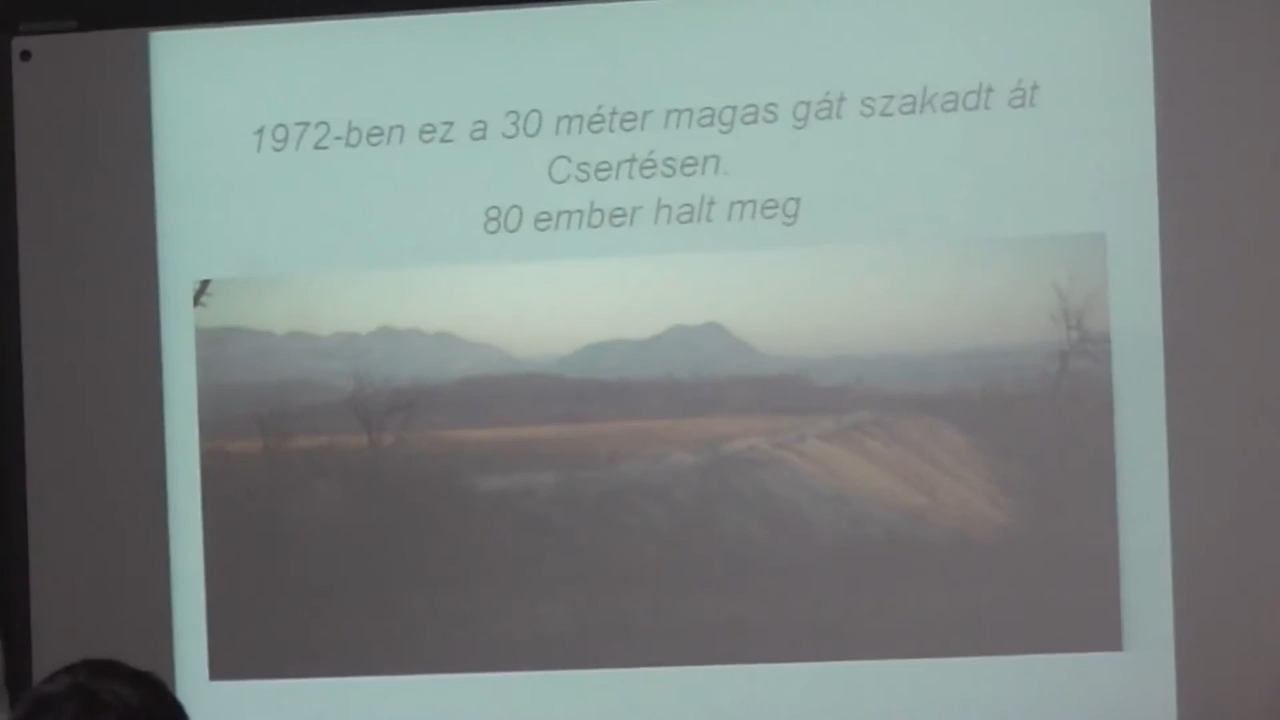 1972-ben ez a 30 méter magas gát szakadt át
Csertésen.
80 ember halt meg